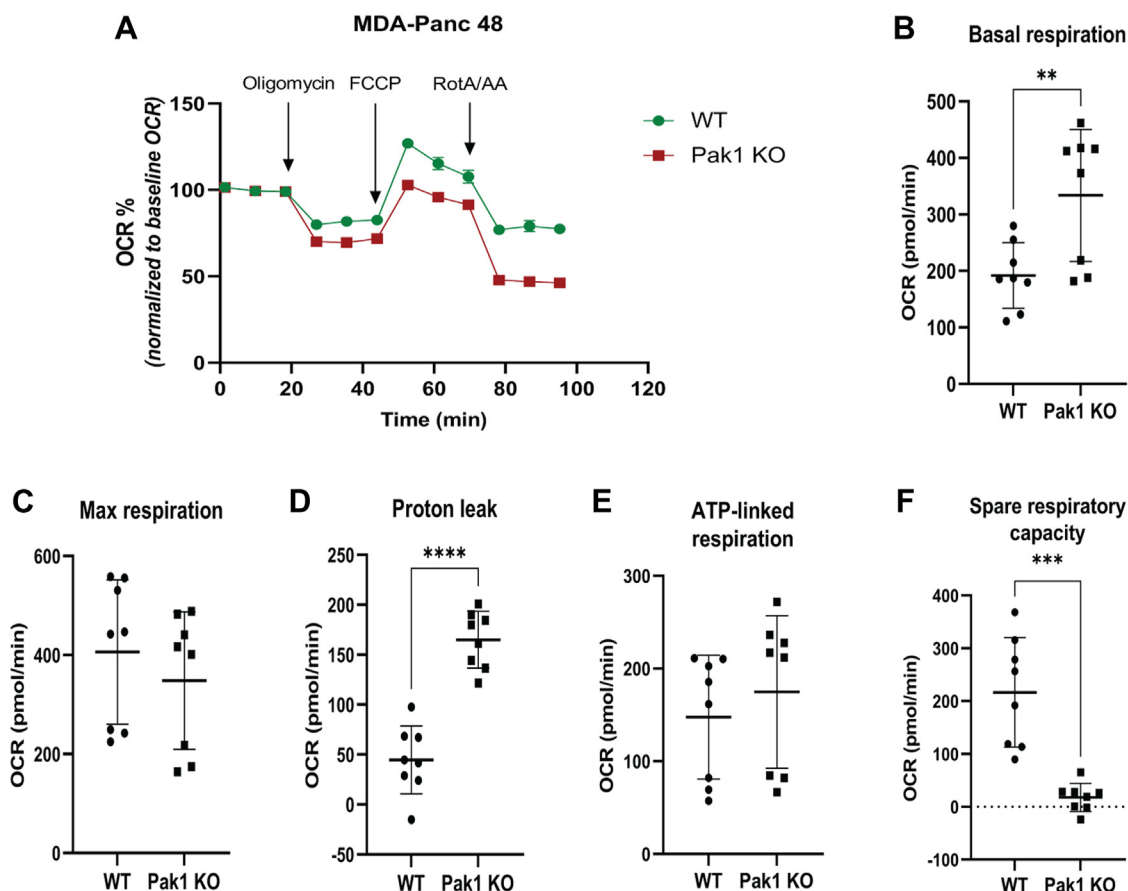 A
MDA-Panc 48
Oligomycin
FCCP
RotA/AA
OCR %
(normalized to baseline OCR)
150
100
50
0
0 20 40 60 80 100 120
Time (min)
WT
Pak1 KO
B
Basal respiration
**
OCR (pmol/min)
500
400
300
200
100
0
WT Pak1 KO
C
Max respiration
OCR (pmol/min)
600
400
200
0
WT Pak1 KO
D
Proton leak
****
OCR (pmol/min)
250
200
150
100
50
0
-50
WT Pak1 KO
E
ATP-linked
respiration
OCR (pmol/min)
300
200
100
0
WT Pak1 KO
F
Spare respiratory
capacity
***
OCR (pmol/min)
400
300
200
100
0
-100
WT Pak1 KO